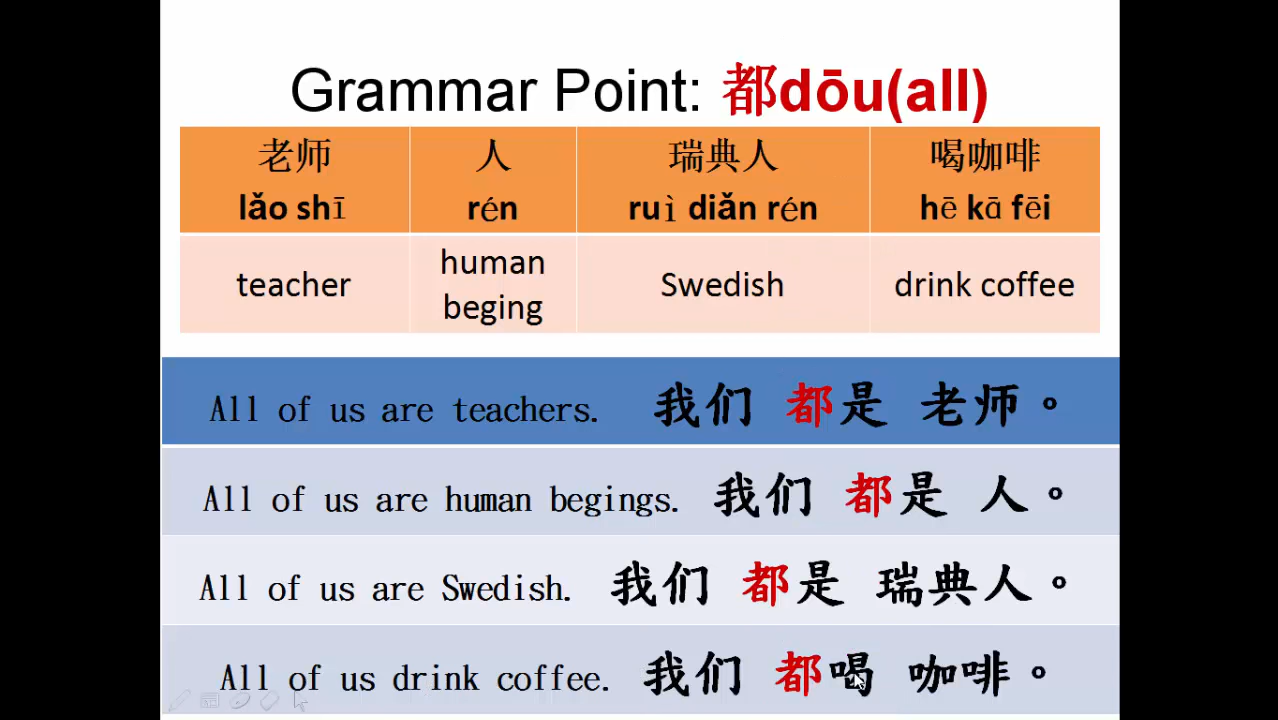 Grammar Point: 都dōu(all)
老师 人 瑞典人 喝咖啡
lǎo shī rén ruì diǎn rén hē kā fēi
teacher human beging Swedish drink coffee
All of us are teachers. 我们 都是 老师。
All of us are human begings. 我们 都是 人。
All of us are Swedish. 我们 都是 瑞典人。
All of us drink coffee. 我们 都喝 咖啡。